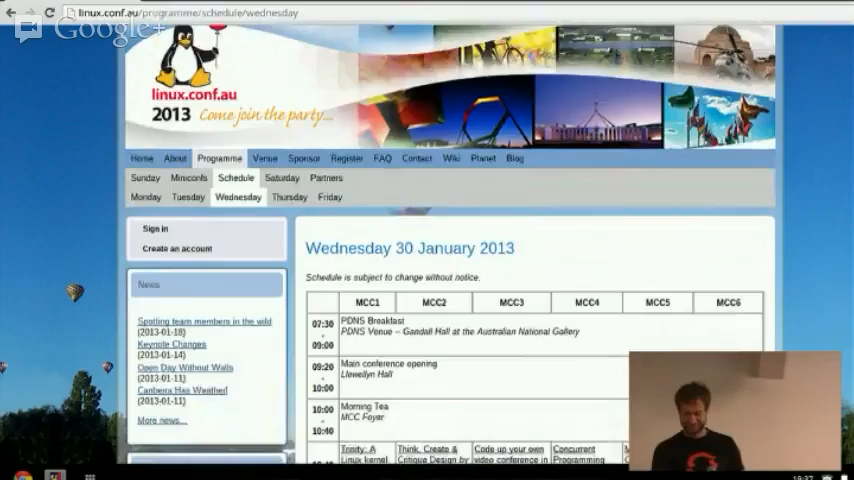 linux.conf.au/programme/schedule/wednesday
Google+
linux.conf.au
2013 Come join the party...
Home About Programme Venue Sponsor Register FAQ Contact Wiki Planet Blog
Sunday Miniconfs Schedule Saturday Partners
Monday Tuesday Wednesday Thursday Friday
Sign in
Create an account
News
Spotting team members in the wild
(2013-01-18)
Keynote Changes
(2013-01-14)
Open Day Without Walls
(2013-01-11)
Canberra Has Weather!
(2013-01-11)
More news...
Wednesday 30 January 2013
Schedule is subject to change without notice.
MCC1 MCC2 MCC3 MCC4 MCC5 MCC6
07:30
-
09:00
PDNS Breakfast
PDNS Venue -- Gandall Hall at the Australian National Gallery
09:20
-
10:00
Main conference opening
Llewellyn Hall
10:00
-
10:40
Morning Tea
MCC Foyer
Trinity: A
Linux kernel
Think, Create &
Critique Design by
Code up your own
video conference in
Concurrent
Programming
18:37